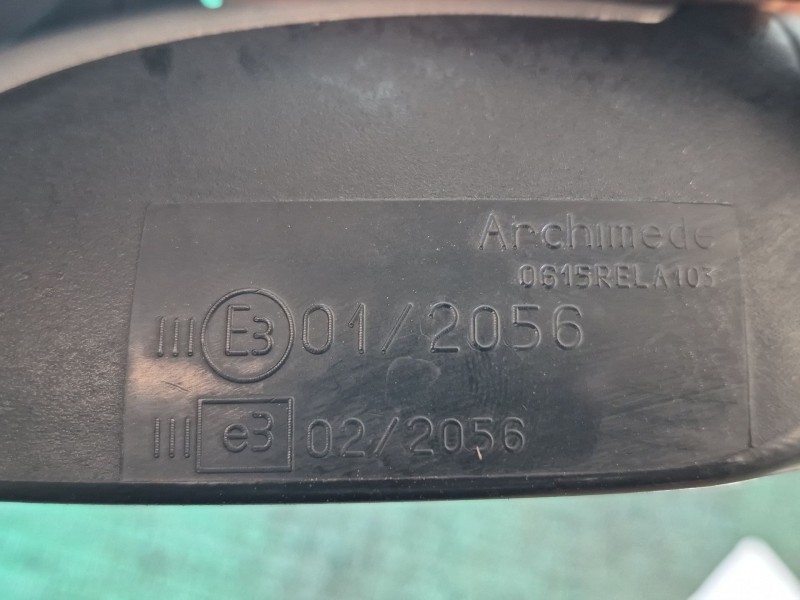 Archimede
0615RELA103
III E3 01/2056
III e3 02/2056